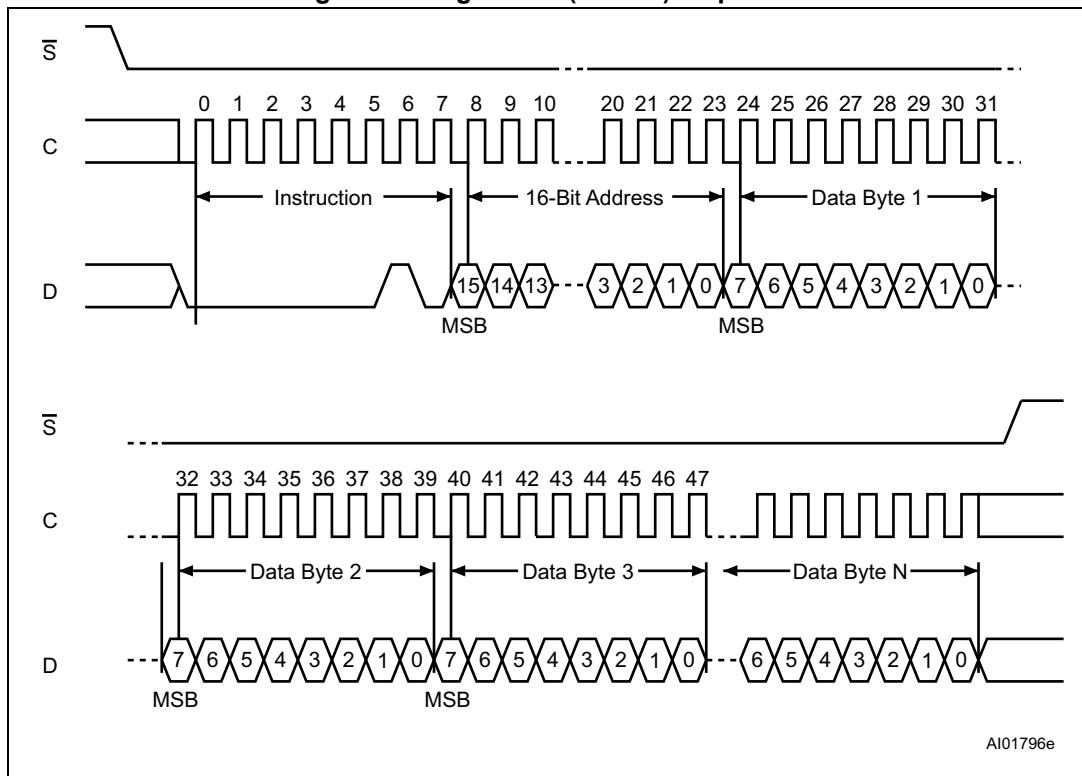 S
0 1 2 3 4 5 6 7 8 9 10 20 21 22 23 24 25 26 27 28 29 30 31
C
Instruction 16-Bit Address Data Byte 1
D 15 14 13 3 2 1 0 7 6 5 4 3 2 1 0
MSB MSB
S
32 33 34 35 36 37 38 39 40 41 42 43 44 45 46 47
C
Data Byte 2 Data Byte 3 Data Byte N
D 7 6 5 4 3 2 1 0 7 6 5 4 3 2 1 0 6 5 4 3 2 1 0
MSB MSB
AI01796e